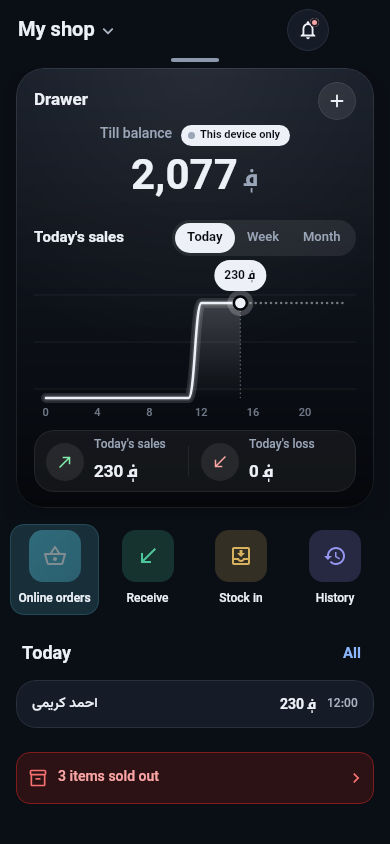 My shop
Drawer
Till balance
This device only
2,077 ؋
Today's sales
Today
Week
Month
230 ؋
0 4 8 12 16 20
Today's sales
230 ؋
Today's loss
0 ؋
Online orders
Receive
Stock in
History
Today
All
احمد کریمی
230 ؋
12:00
3 items sold out